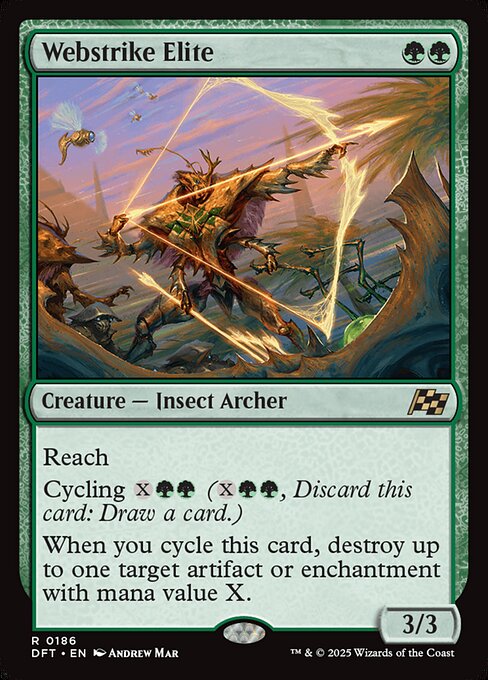 Webstrike Elite
Creature — Insect Archer
Reach
Cycling X (X, Discard this
card: Draw a card.)
When you cycle this card, destroy up
to one target artifact or enchantment
with mana value X.
3/3
R 0186
DFT • EN Andrew Mar
™ & © 2025 Wizards of the Coast